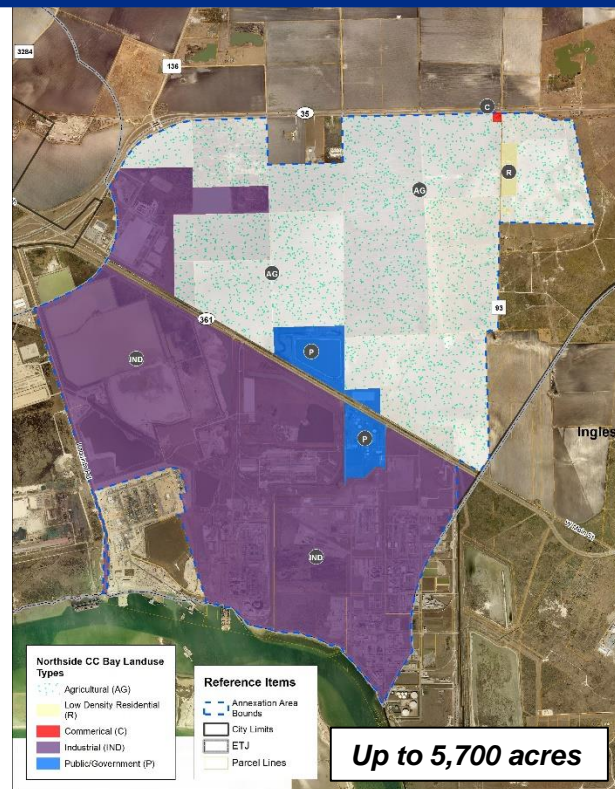 3284
136
35
C
R
AG
AG
93
361
P
IND
P
Ingles
W Main St
IND
Northside CC Bay Landuse
Types
Agricultural (AG)
Low Density Residential
(R)
Commerical (C)
Industrial (IND)
Public/Government (P)
Reference Items
Annexation Area
Bounds
City Limits
ETJ
Parcel Lines
Up to 5,700 acres